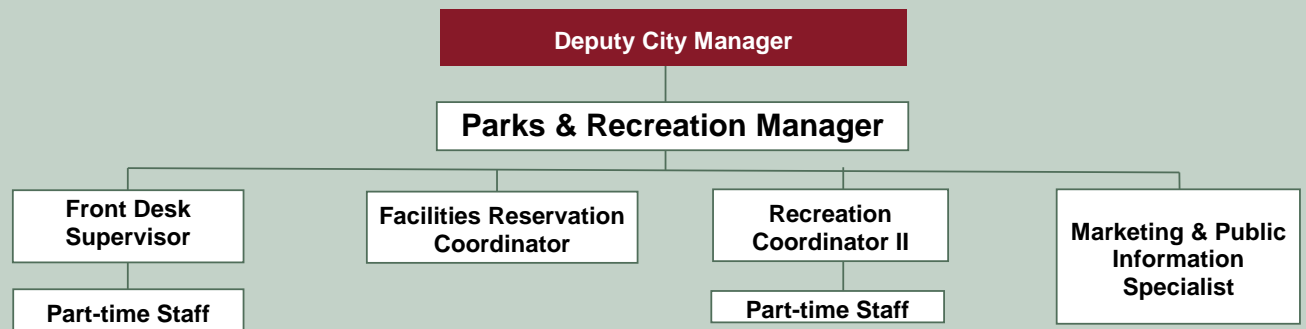 Deputy City Manager
Parks & Recreation Manager
Front Desk
Supervisor
Facilities Reservation
Coordinator
Recreation
Coordinator II
Marketing & Public
Information
Specialist
Part-time Staff
Part-time Staff